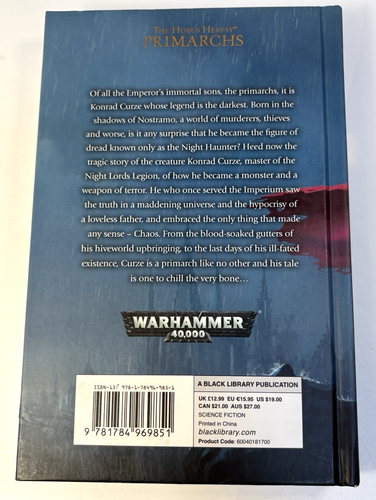 THE HORUS HERESY®
PRIMARCHS
Of all the Emperor's immortal sons, the primarchs, it is
Konrad Curze whose legend is the darkest. Born in the
shadows of Nostramo, a world of murderers, thieves
and worse, is it any surprise that he became the figure of
dread known only as the Night Haunter? Heed now the
tragic story of the creature Konrad Curze, master of the
Night Lords Legion, of how he became a monster and a
weapon of terror. He who once served the Imperium saw
the truth in a maddening universe and the hypocrisy of
a loveless father, and embraced the only thing that made
any sense – Chaos. From the blood-soaked gutters of
his hiveworld upbringing, to the last days of his ill-fated
existence, Curze is a primarch like no other and his tale
is one to chill the very bone...
WARHAMMER
40,000
ISBN-13: 978-1-78496-985-1
9 781784 969851
A BLACK LIBRARY PUBLICATION
UK £12.99 EU €15.95 US $19.00
CAN $21.00 AUS $27.00
SCIENCE FICTION
Printed in China
blacklibrary.com
Product Code: 60040181700